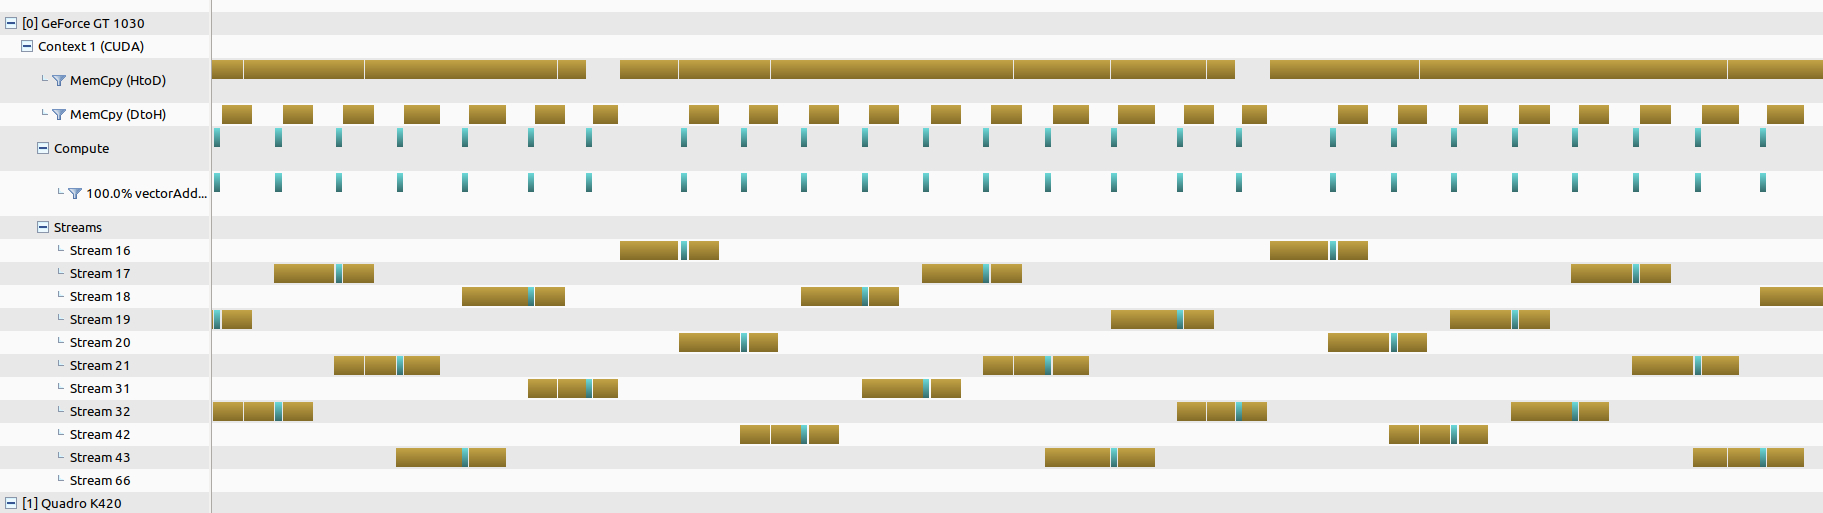 [0] GeForce GT 1030
Context 1 (CUDA)
MemCpy (HtoD)
MemCpy (DtoH)
Compute
100.0% vectorAdd...
Streams
Stream 16
Stream 17
Stream 18
Stream 19
Stream 20
Stream 21
Stream 31
Stream 32
Stream 42
Stream 43
Stream 66
[1] Quadro K420